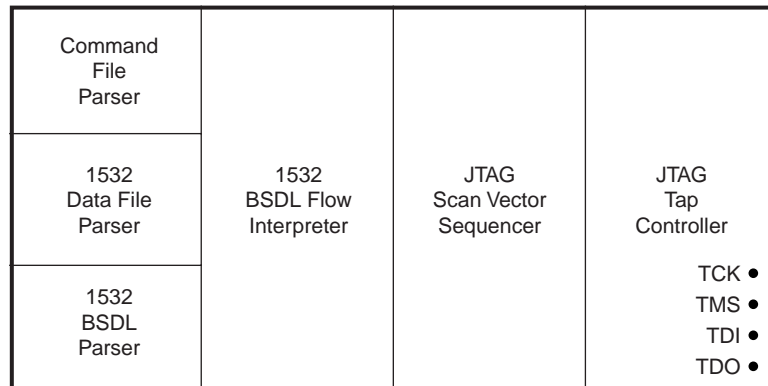 Command
File
Parser
1532
Data File
Parser
1532
BSDL
Parser
1532
BSDL Flow
Interpreter
JTAG
Scan Vector
Sequencer
JTAG
Tap
Controller
TCK
TMS
TDI
TDO